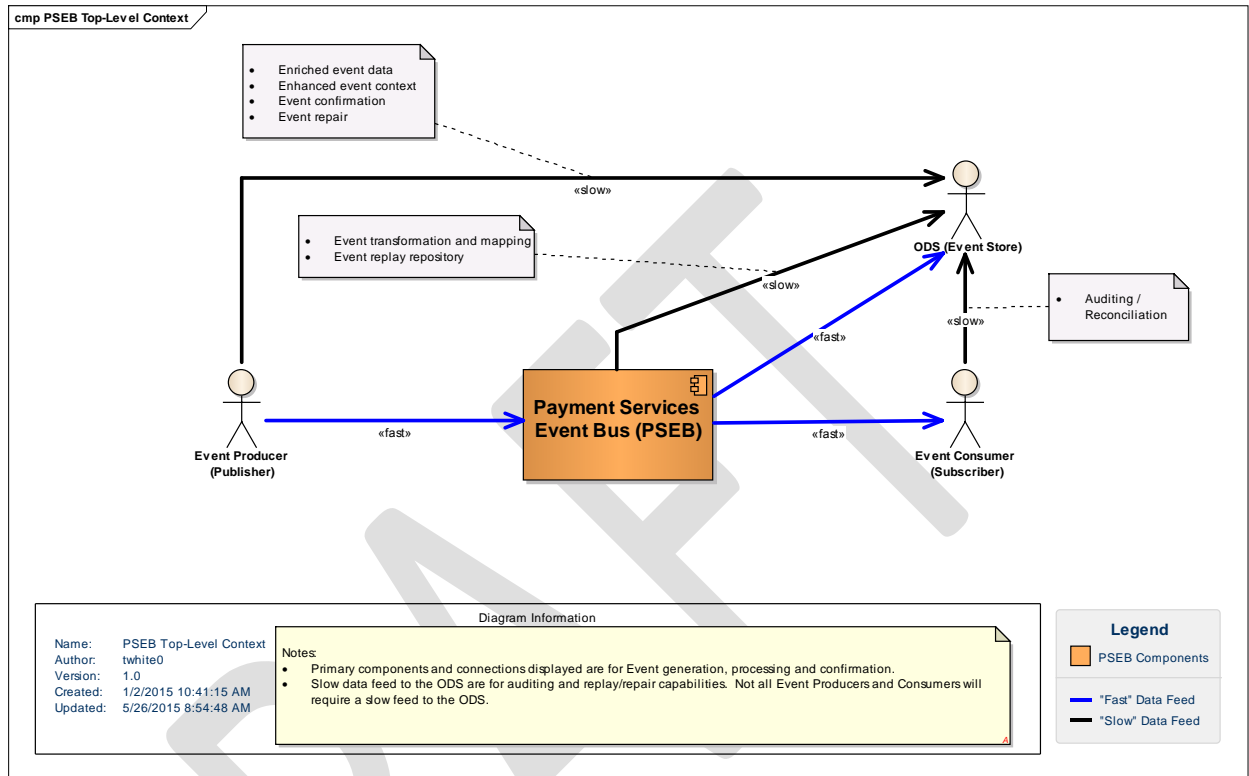 cmp PSEB Top-Level Context
• Enriched event data
• Enhanced event context
• Event confirmation
• Event repair
«slow»
• Event transformation and mapping
• Event replay repository
«slow»
ODS (Event Store)
• Auditing /
Reconciliation
«slow»
«fast»
Payment Services
Event Bus (PSEB)
«fast»
«fast»
Event Producer
(Publisher)
Event Consumer
(Subscriber)
DRAFT
Diagram Information
Name: PSEB Top-Level Context
Author: twhite0
Version: 1.0
Created: 1/2/2015 10:41:15 AM
Updated: 5/26/2015 8:54:48 AM
Notes:
• Primary components and connections displayed are for Event generation, processing and confirmation.
• Slow data feed to the ODS are for auditing and replay/repair capabilities. Not all Event Producers and Consumers will
require a slow feed to the ODS.
A
Legend
PSEB Components
"Fast" Data Feed
"Slow" Data Feed